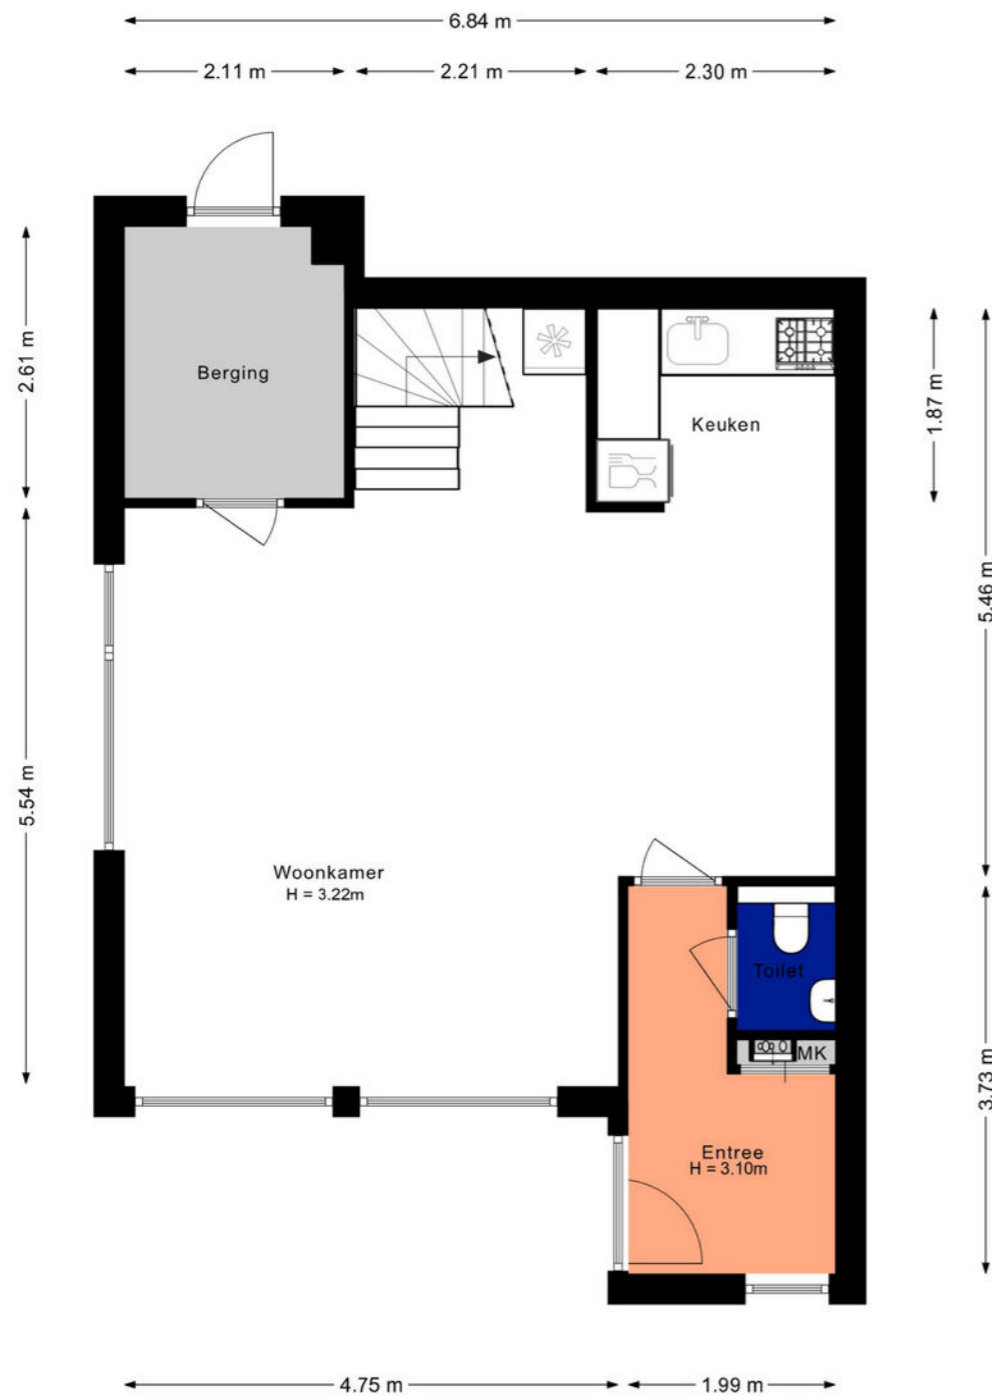 6.84 m
2.11 m
2.21 m
2.30 m
2.61 m
Berging
Keuken
1.87 m
5.46 m
5.54 m
Woonkamer
H = 3.22m
Toilet
MK
3.73 m
Entree
H = 3.10m
4.75 m
1.99 m